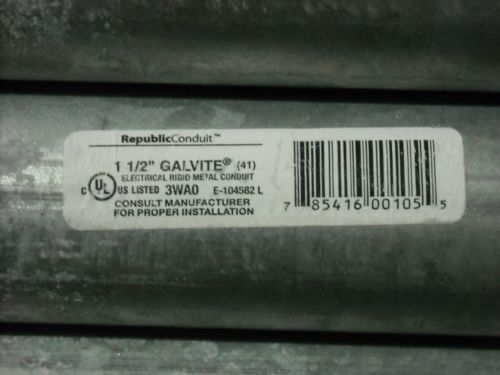 RepublicConduit™
1 1/2" GALVITE® (41)
ELECTRICAL RIGID METAL CONDUIT
C UL US LISTED 3WA0 E-104582 L
CONSULT MANUFACTURER
FOR PROPER INSTALLATION
7 85416 00105 5